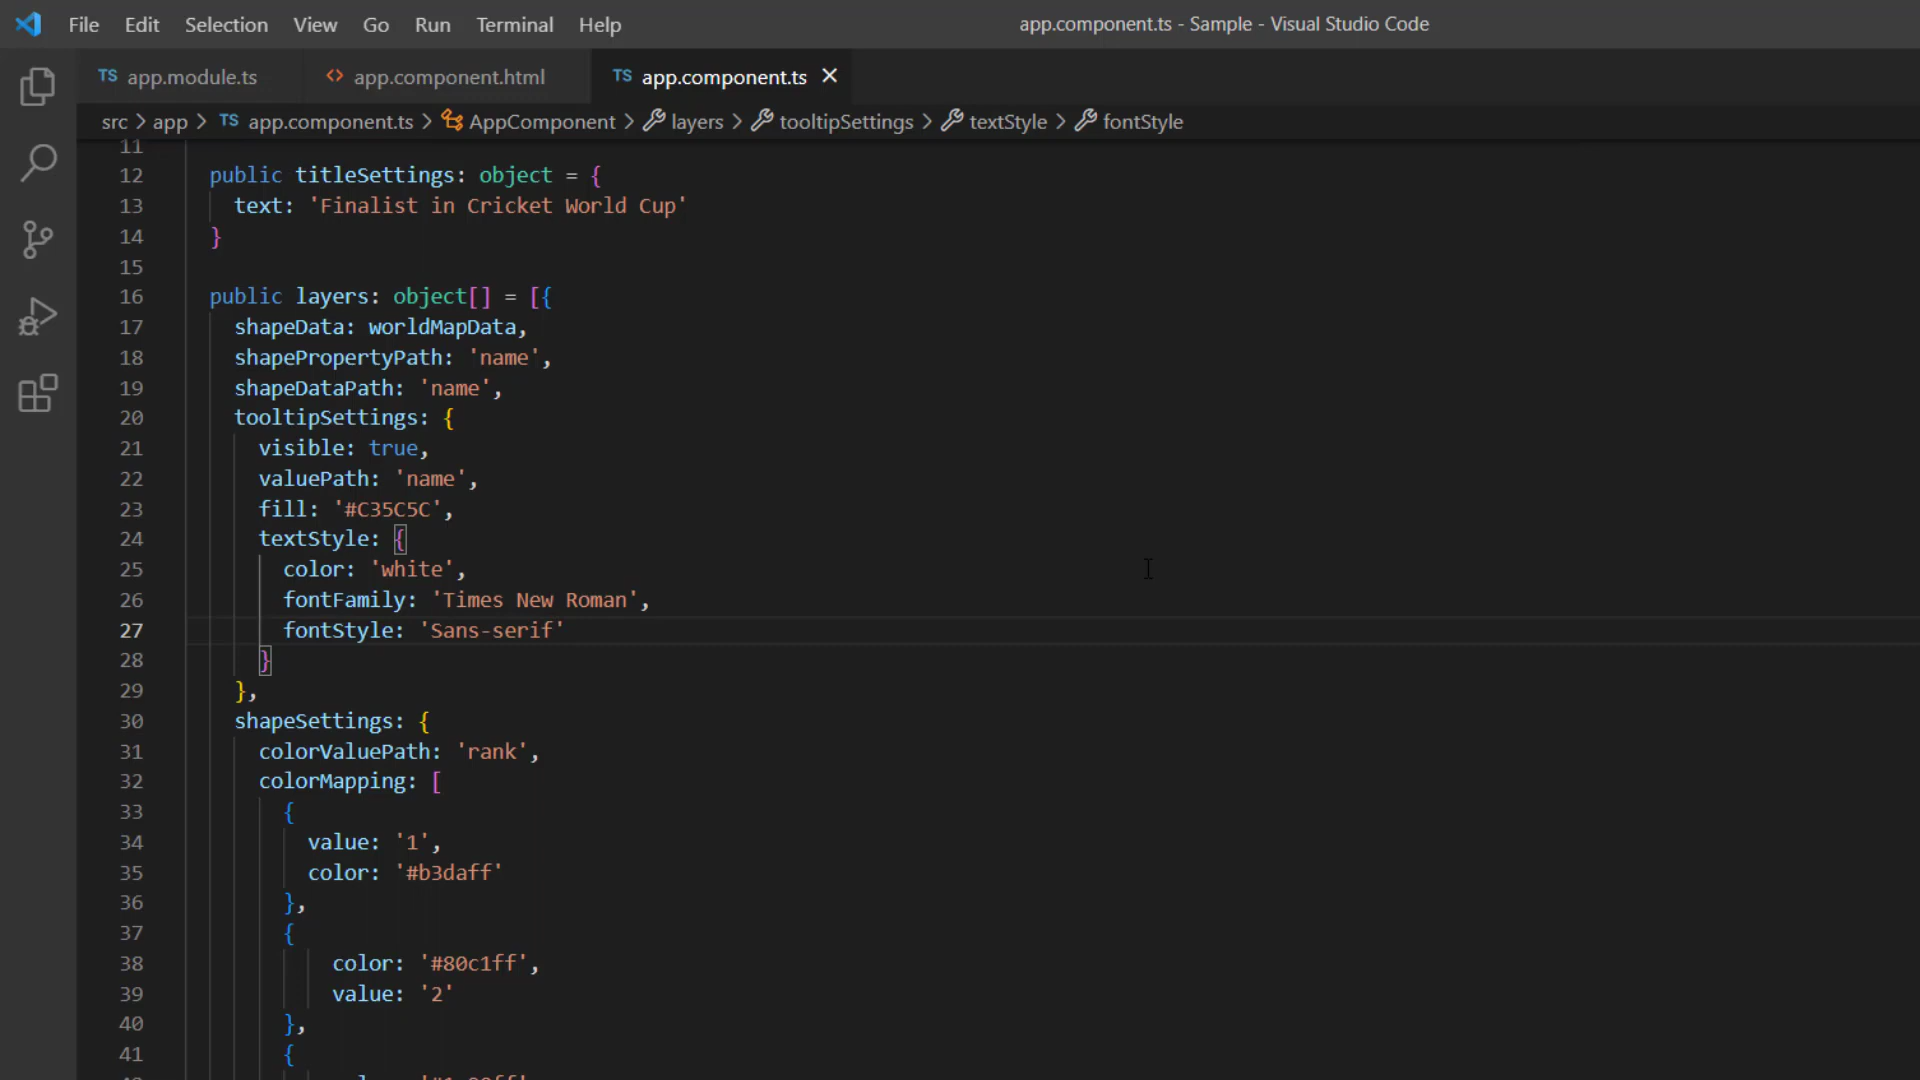 File Edit Selection View Go Run Terminal Help app.component.ts - Sample - Visual Studio Code
TS app.module.ts <> app.component.html TS app.component.ts ×
src > app > TS app.component.ts > AppComponent > layers > tooltipSettings > textStyle > fontStyle
11
12 public titleSettings: object = {
13 text: 'Finalist in Cricket World Cup'
14 }
15
16 public layers: object[] = [{
17 shapeData: worldMapData,
18 shapePropertyPath: 'name',
19 shapeDataPath: 'name',
20 tooltipSettings: {
21 visible: true,
22 valuePath: 'name',
23 fill: '#C35C5C',
24 textStyle: {
25 color: 'white',
26 fontFamily: 'Times New Roman',
27 fontStyle: 'Sans-serif'
28 }
29 },
30 shapeSettings: {
31 colorValuePath: 'rank',
32 colorMapping: [
33 {
34 value: '1',
35 color: '#b3daff'
36 },
37 {
38 color: '#80c1ff',
39 value: '2'
40 },
41 {